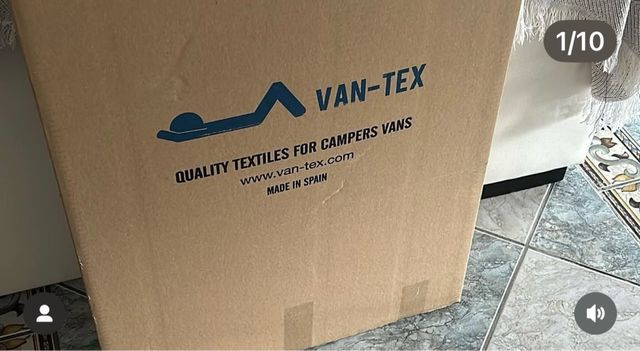 1/10
VAN-TEX
QUALITY TEXTILES FOR CAMPERS VANS
www.van-tex.com
MADE IN SPAIN